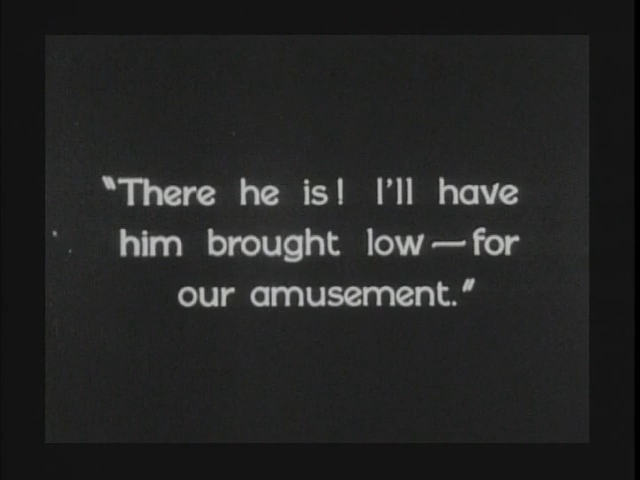 "There he is! I'll have
him brought low—for
our amusement."